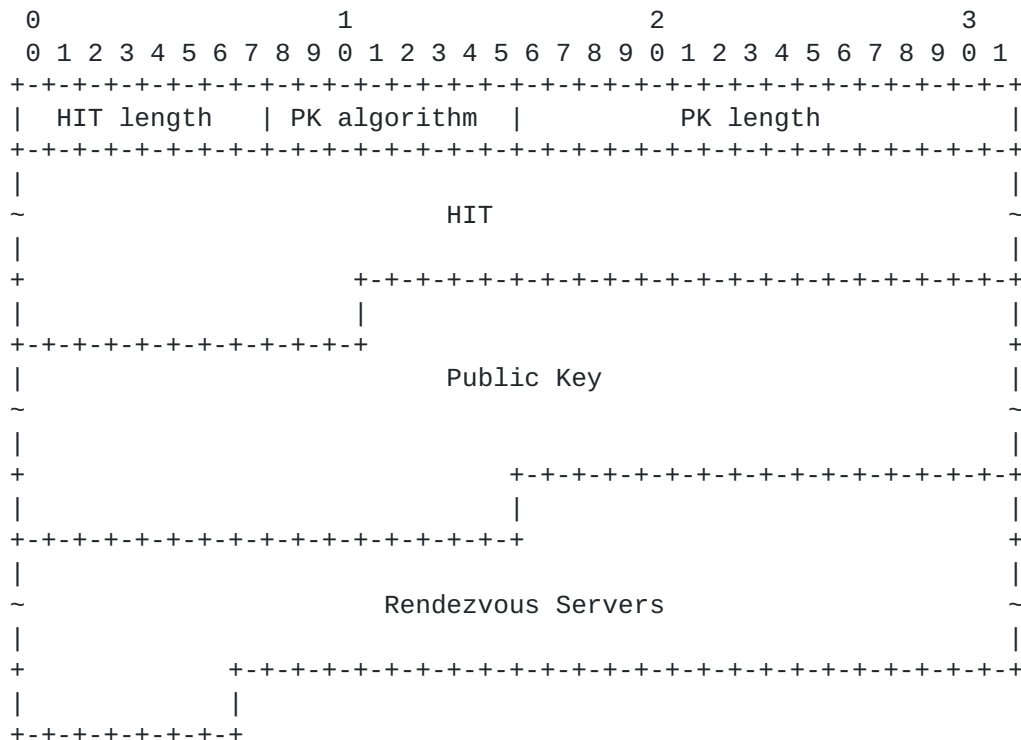 0                   1                   2                   3
 0 1 2 3 4 5 6 7 8 9 0 1 2 3 4 5 6 7 8 9 0 1 2 3 4 5 6 7 8 9 0 1
+-+-+-+-+-+-+-+-+-+-+-+-+-+-+-+-+-+-+-+-+-+-+-+-+-+-+-+-+-+-+-+-+
|  HIT length   | PK algorithm  |          PK length            |
+-+-+-+-+-+-+-+-+-+-+-+-+-+-+-+-+-+-+-+-+-+-+-+-+-+-+-+-+-+-+-+-+
|                                                               |
~                           HIT                                 ~
|                                                               |
+                     +-+-+-+-+-+-+-+-+-+-+-+-+-+-+-+-+-+-+-+-+-+
|                     |                                         |
+-+-+-+-+-+-+-+-+-+-+-+                                         +
|                           Public Key                          |
~                                                               ~
|                                                               |
+                               +-+-+-+-+-+-+-+-+-+-+-+-+-+-+-+-+
|                               |                               |
+-+-+-+-+-+-+-+-+-+-+-+-+-+-+-+-+                               +
|                                                               |
~                       Rendezvous Servers                      ~
|                                                               |
+             +-+-+-+-+-+-+-+-+-+-+-+-+-+-+-+-+-+-+-+-+-+-+-+-+-+
|             |
+-+-+-+-+-+-+-+